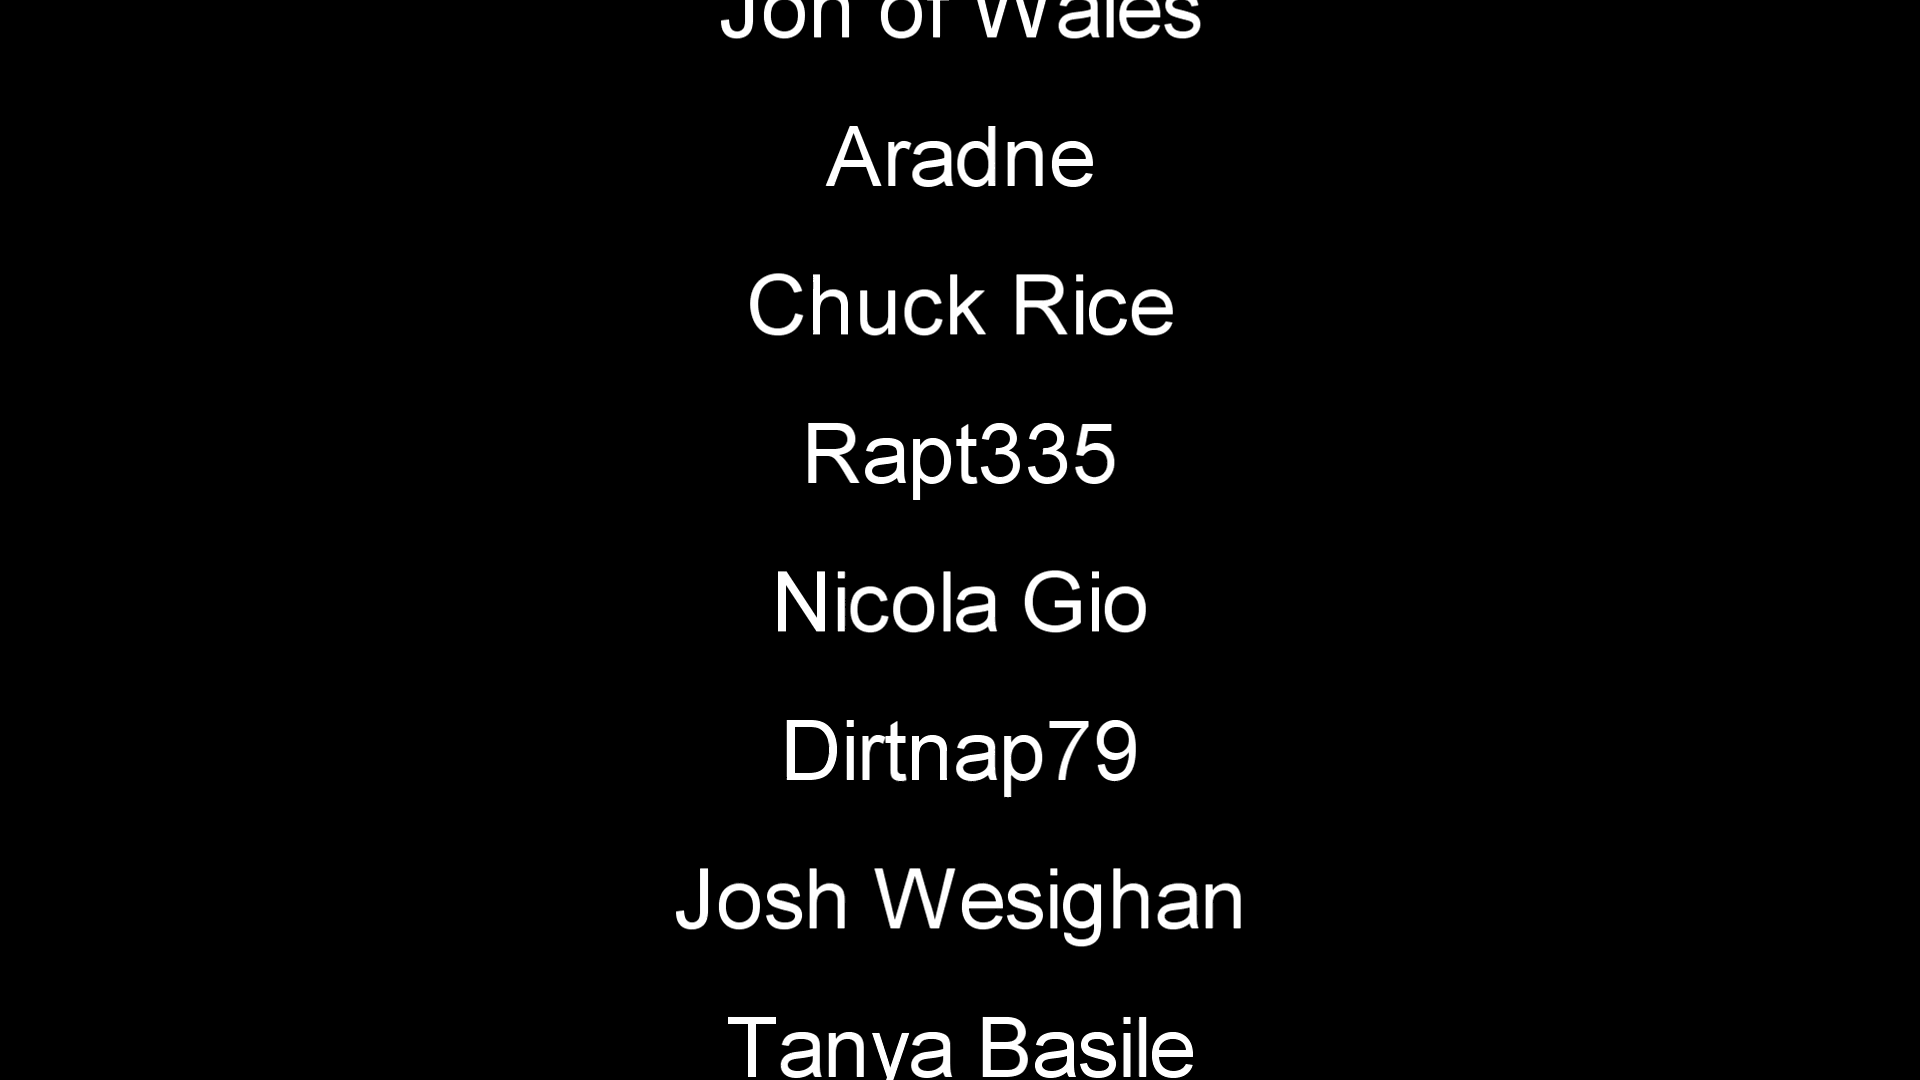 Jon of Wales
Aradne
Chuck Rice
Rapt335
Nicola Gio
Dirtnap79
Josh Wesighan
Tanya Basile